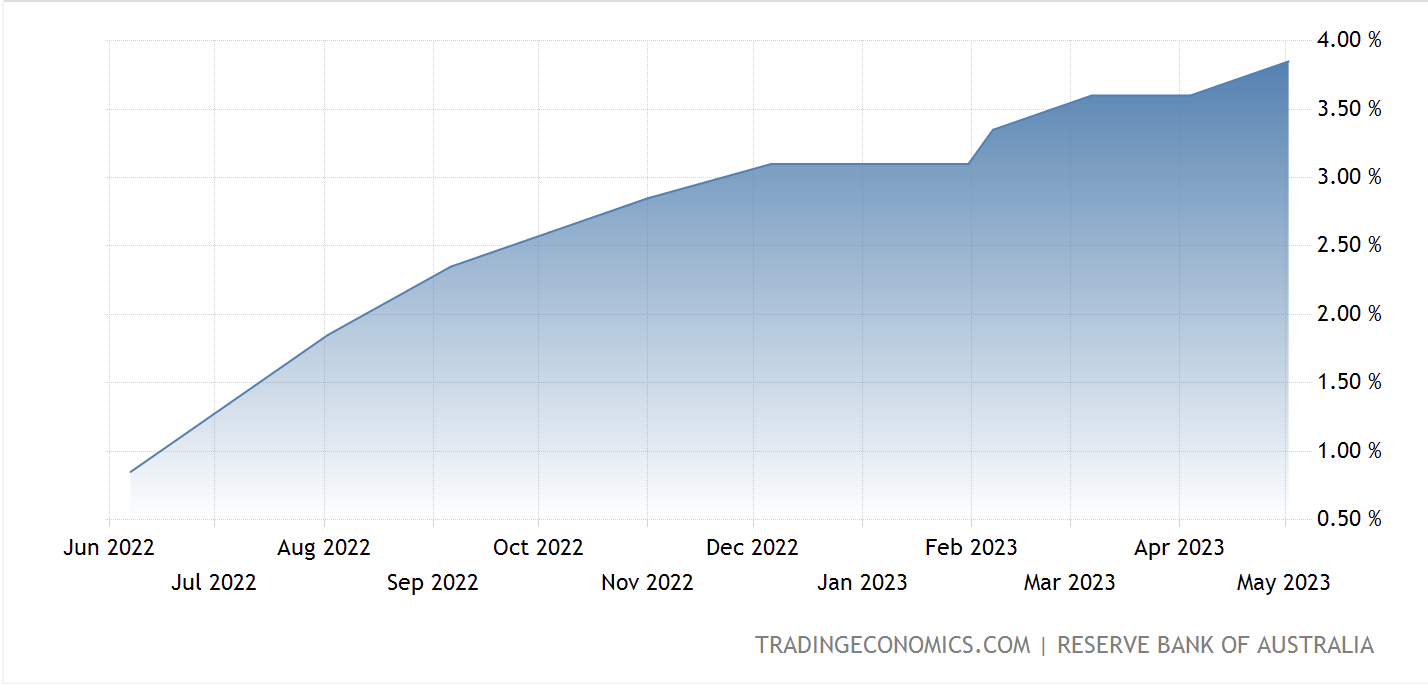 4.00 %
3.50 %
3.00 %
2.50 %
2.00 %
1.50 %
1.00 %
0.50 %
Jun 2022
Aug 2022
Oct 2022
Dec 2022
Feb 2023
Apr 2023
Jul 2022
Sep 2022
Nov 2022
Jan 2023
Mar 2023
May 2023
TRADINGECONOMICS.COM | RESERVE BANK OF AUSTRALIA